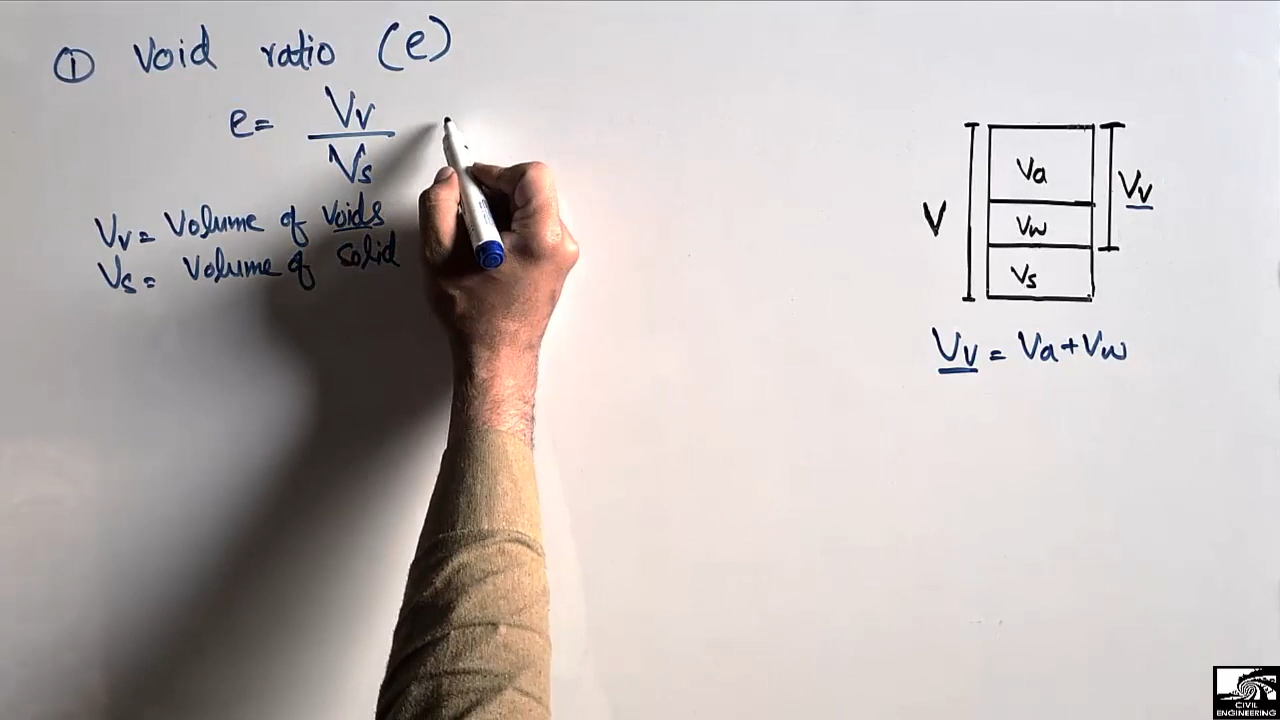 ① Void ratio (e)
e = Vv / Vs
Vv = Volume of voids
Vs = Volume of solid
V
Va
Vw
Vs
Vv
Vv = Va + Vw
CIVIL
ENGINEERING